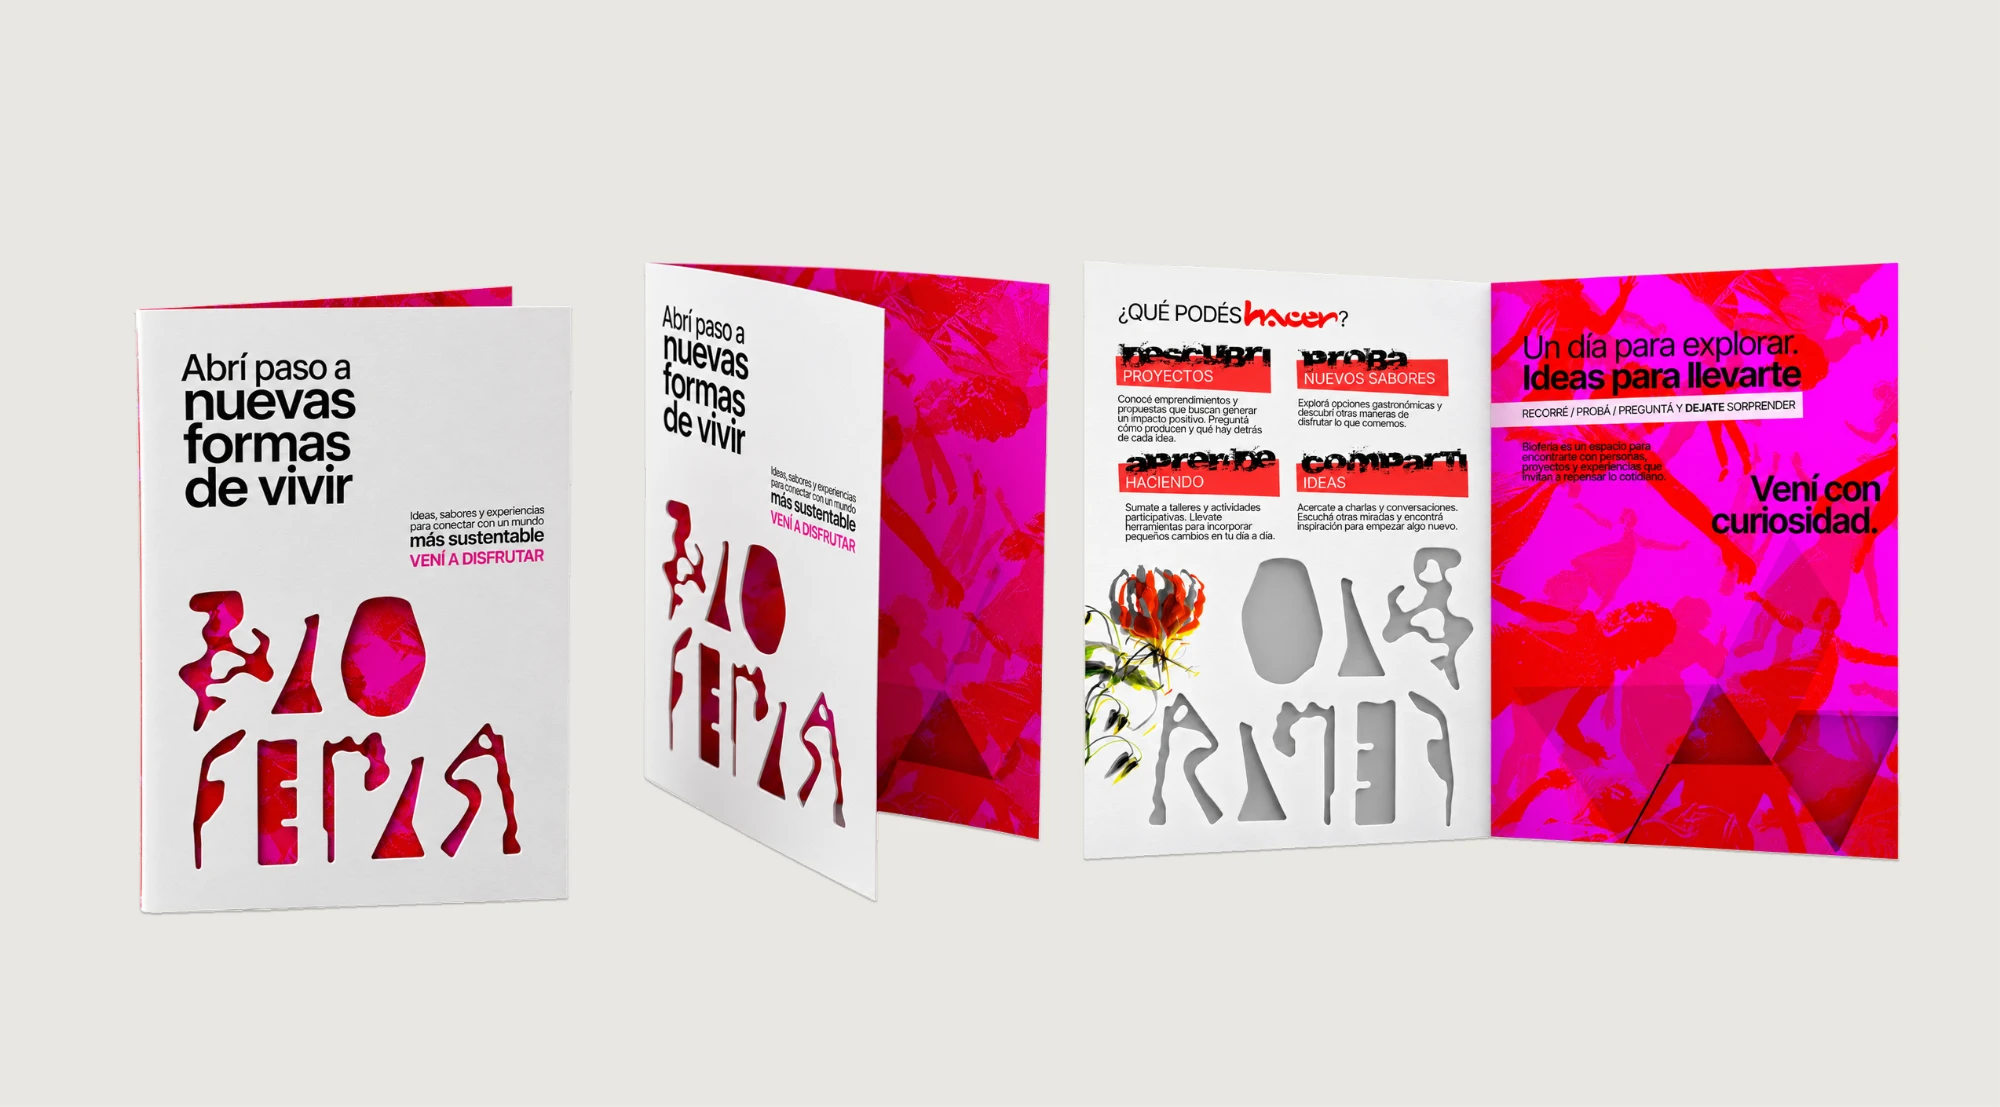 Abrí paso a
nuevas
formas
de vivir
Ideas, sabores y experiencias
para conectar con un mundo
más sustentable
VENÍ A DISFRUTAR
BIO
FERIA
Abrí paso a
nuevas
formas
de vivir
Ideas, sabores y experiencias
para conectar con un mundo
más sustentable
VENÍ A DISFRUTAR
BIO
FERIA
¿QUÉ PODÉS hacer?
Descubrí
PROYECTOS
Conocé emprendimientos y
propuestas que buscan generar
un impacto positivo. Preguntá
cómo producen y qué hay detrás
de cada idea.
Probá
NUEVOS SABORES
Explorá opciones gastronómicas y
descubrí otras maneras de
disfrutar lo que comemos.
aprende
HACIENDO
Sumate a talleres y actividades
participativas. Llevate
herramientas para incorporar
pequeños cambios en tu día a día.
compartí
IDEAS
Acercate a charlas y conversaciones.
Escuchá otras miradas y encontrá
inspiración para empezar algo nuevo.
BIO
FERIA
Un día para explorar.
Ideas para llevarte
RECORRÉ / PROBÁ / PREGUNTÁ Y DEJATE SORPRENDER
Bioferia es un espacio para
encontrarte con personas,
proyectos y experiencias que
invitan a repensar lo cotidiano.
Vení con
curiosidad.